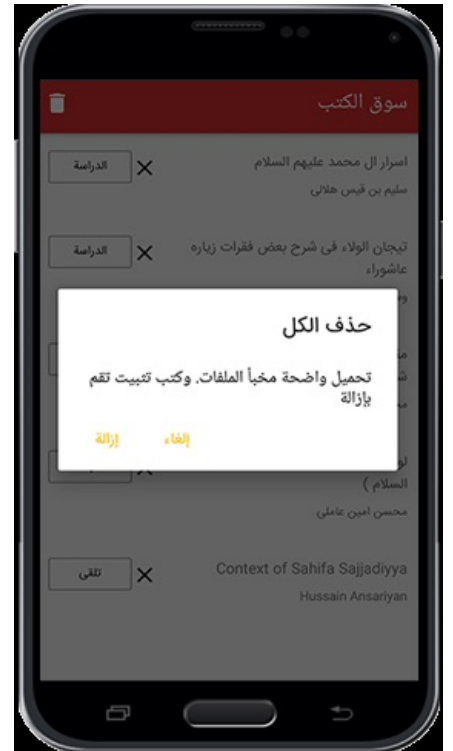 سوق الكتب
اسرار ال محمد عليهم السلام
سليم بن قيس هلالى
الدراسة
تيجان الولاء فى شرح بعض فقرات زياره
عاشوراء
الدراسة
حذف الكل
تحميل واضحة مخبأ الملفات. وكتب تثبيت تقم
بإزالة
إلغاء
إزالة
السلام )
محسن امين عاملى
Context of Sahifa Sajjadiyya
Hussain Ansariyan
تلقى